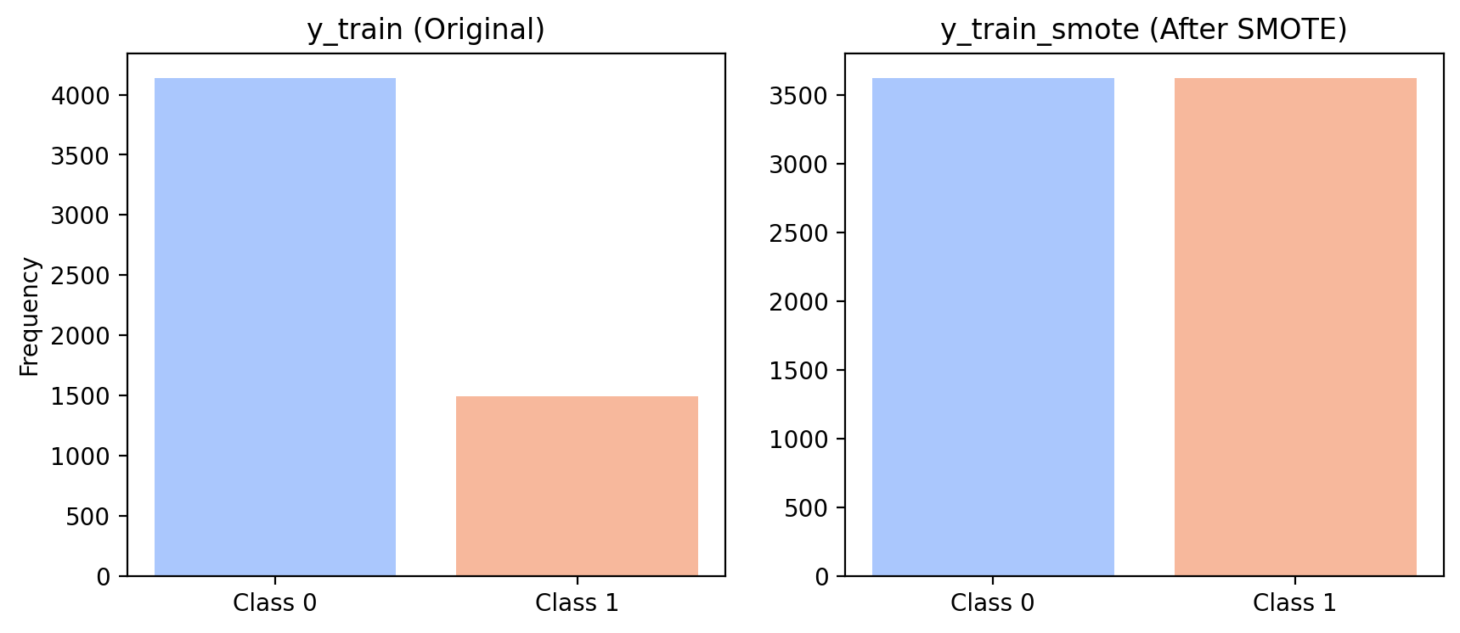 y_train (Original)
4000
3500
3000
2500
2000
1500
1000
500
0
Frequency
Class 0
Class 1
y_train_smote (After SMOTE)
3500
3000
2500
2000
1500
1000
500
0
Class 0
Class 1